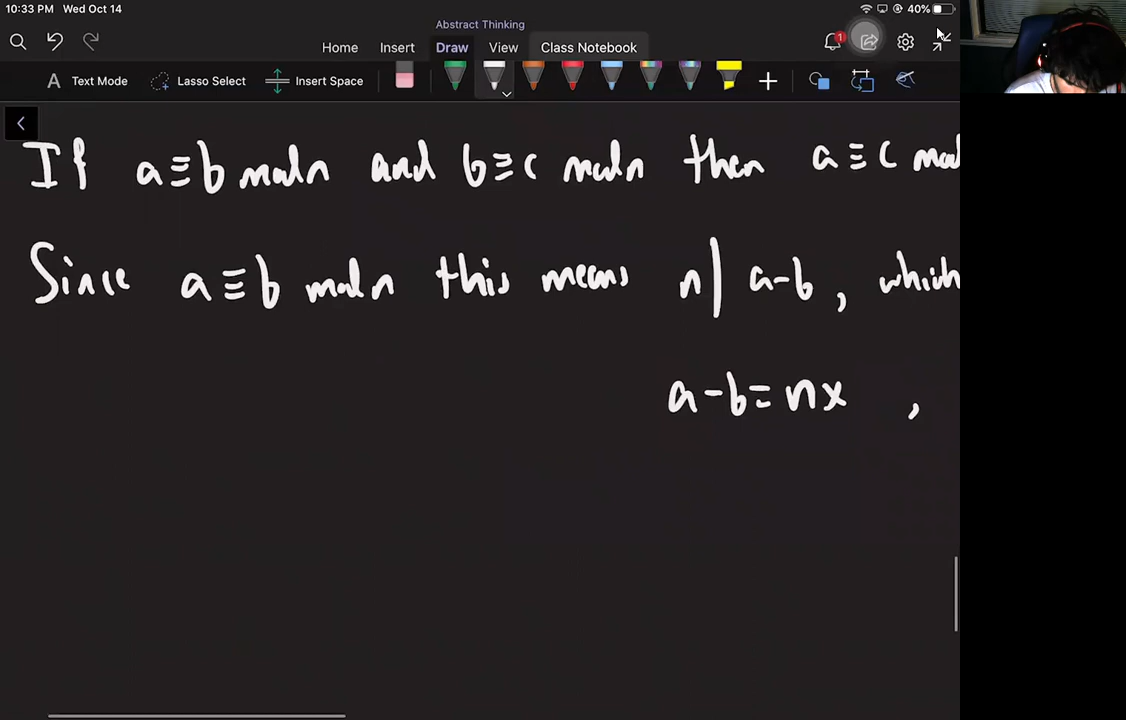 10:33 PM Wed Oct 14
40%
Abstract Thinking
Home Insert Draw View Class Notebook
1
A Text Mode Lasso Select Insert Space
If a≡b mod n and b≡c mod n then a≡c mod
Since a≡b mod n this means n | a-b, which
a-b=nx ,